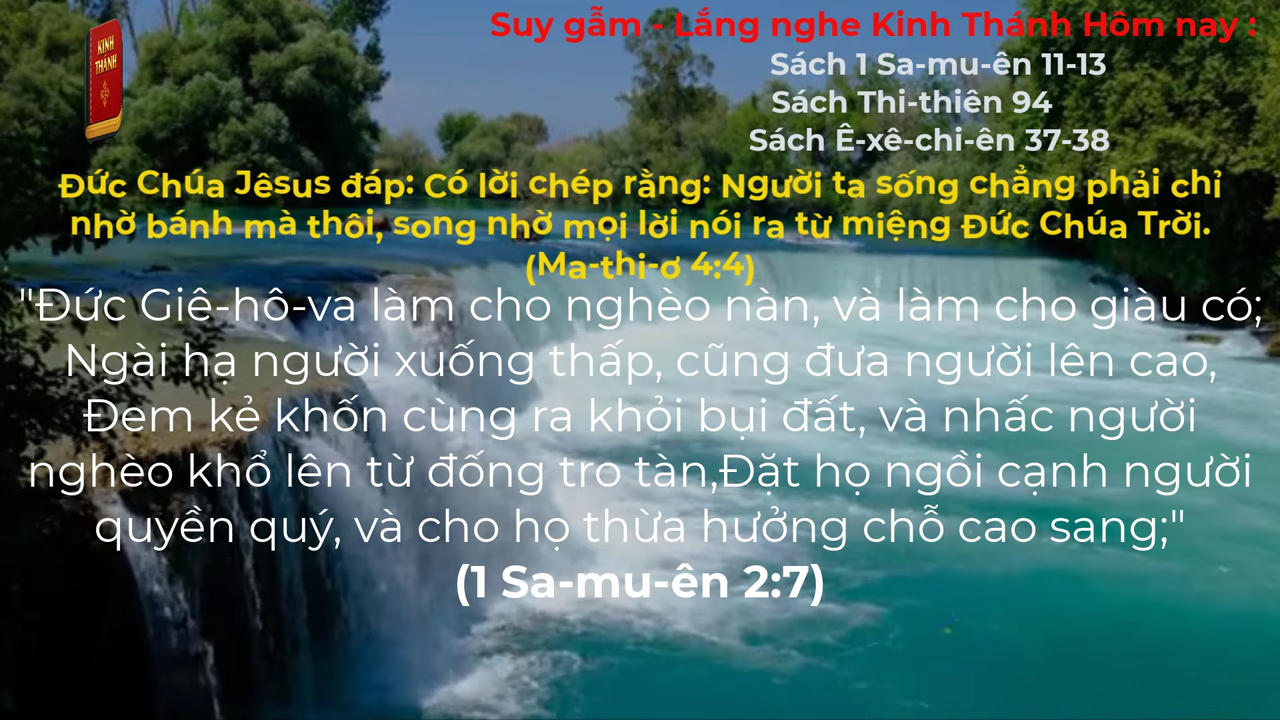 KINH
THÁNH
Suy gẫm - Lắng nghe Kinh Thánh Hôm nay :
Sách 1 Sa-mu-ên 11-13
Sách Thi-thiên 94
Sách Ê-xê-chi-ên 37-38
Đức Chúa Jêsus đáp: Có lời chép rằng: Người ta sống chẳng phải chỉ
nhờ bánh mà thôi, song nhờ mọi lời nói ra từ miệng Đức Chúa Trời.
(Ma-thi-ơ 4:4)
"Đức Giê-hô-va làm cho nghèo nàn, và làm cho giàu có;
Ngài hạ người xuống thấp, cũng đưa người lên cao,
Đem kẻ khốn cùng ra khỏi bụi đất, và nhấc người
nghèo khổ lên từ đống tro tàn,Đặt họ ngồi cạnh người
quyền quý, và cho họ thừa hưởng chỗ cao sang;"
(1 Sa-mu-ên 2:7)